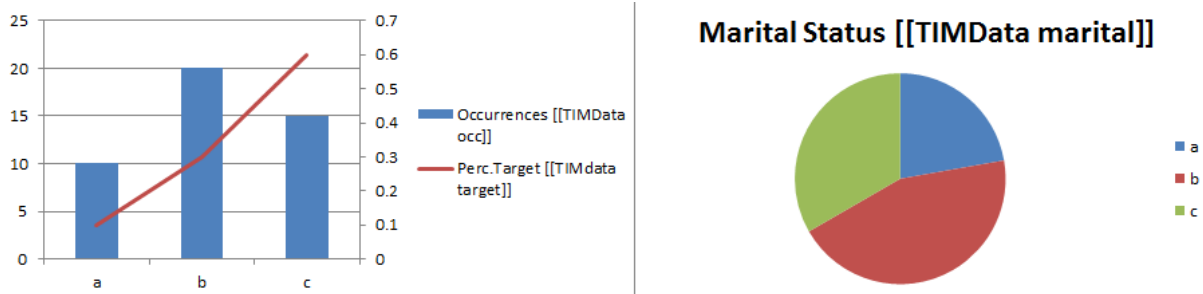 25
20
15
10
5
0
0.7
0.6
0.5
0.4
0.3
0.2
0.1
0
a b c
Occurrences [[TIMData
occ]]
Perc.Target [[TIMdata
target]]
Marital Status [[TIMData marital]]
a
b
c